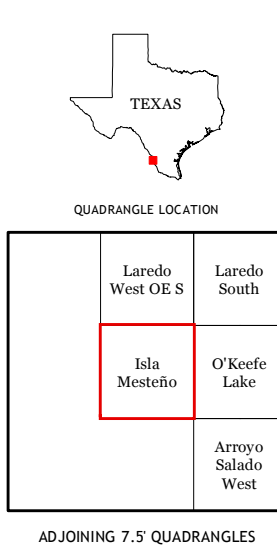 TEXAS
QUADRANGLE LOCATION
Laredo
West OE S
Laredo
South
Isla
Mesteño
O'Keefe
Lake
Arroyo
Salado
West
ADJOINING 7.5' QUADRANGLES